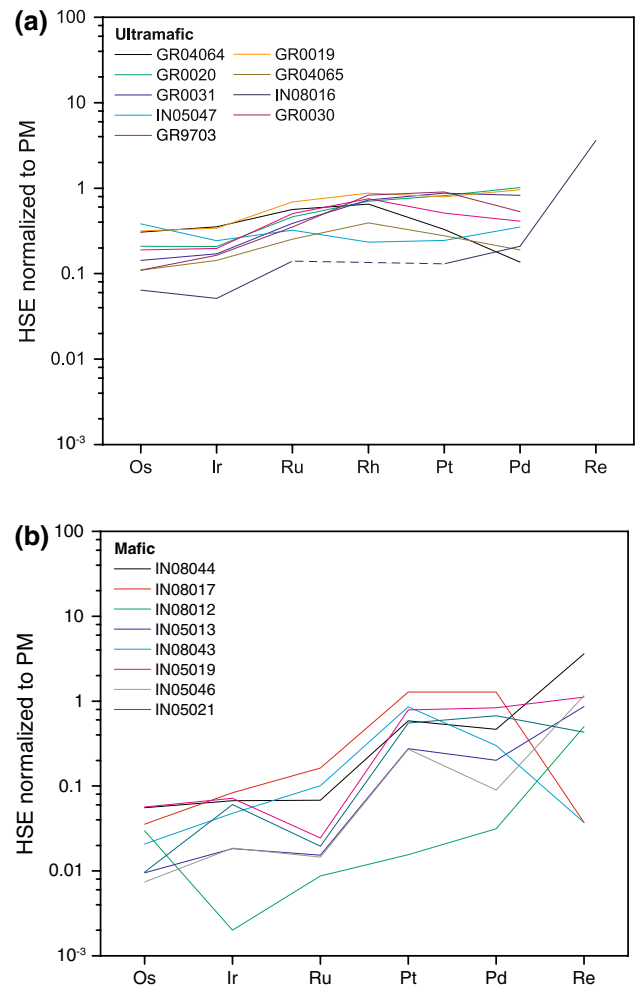 (a)
100
10
1
0.1
0.01
10-3
HSE normalized to PM
Ultramafic
GR04064 GR0019
GR0020 GR04065
GR0031 IN08016
IN05047 GR0030
GR9703
Os Ir Ru Rh Pt Pd Re
(b)
100
10
1
0.1
0.01
10-3
HSE normalized to PM
Mafic
IN08044
IN08017
IN08012
IN05013
IN08043
IN05019
IN05046
IN05021
Os Ir Ru Pt Pd Re